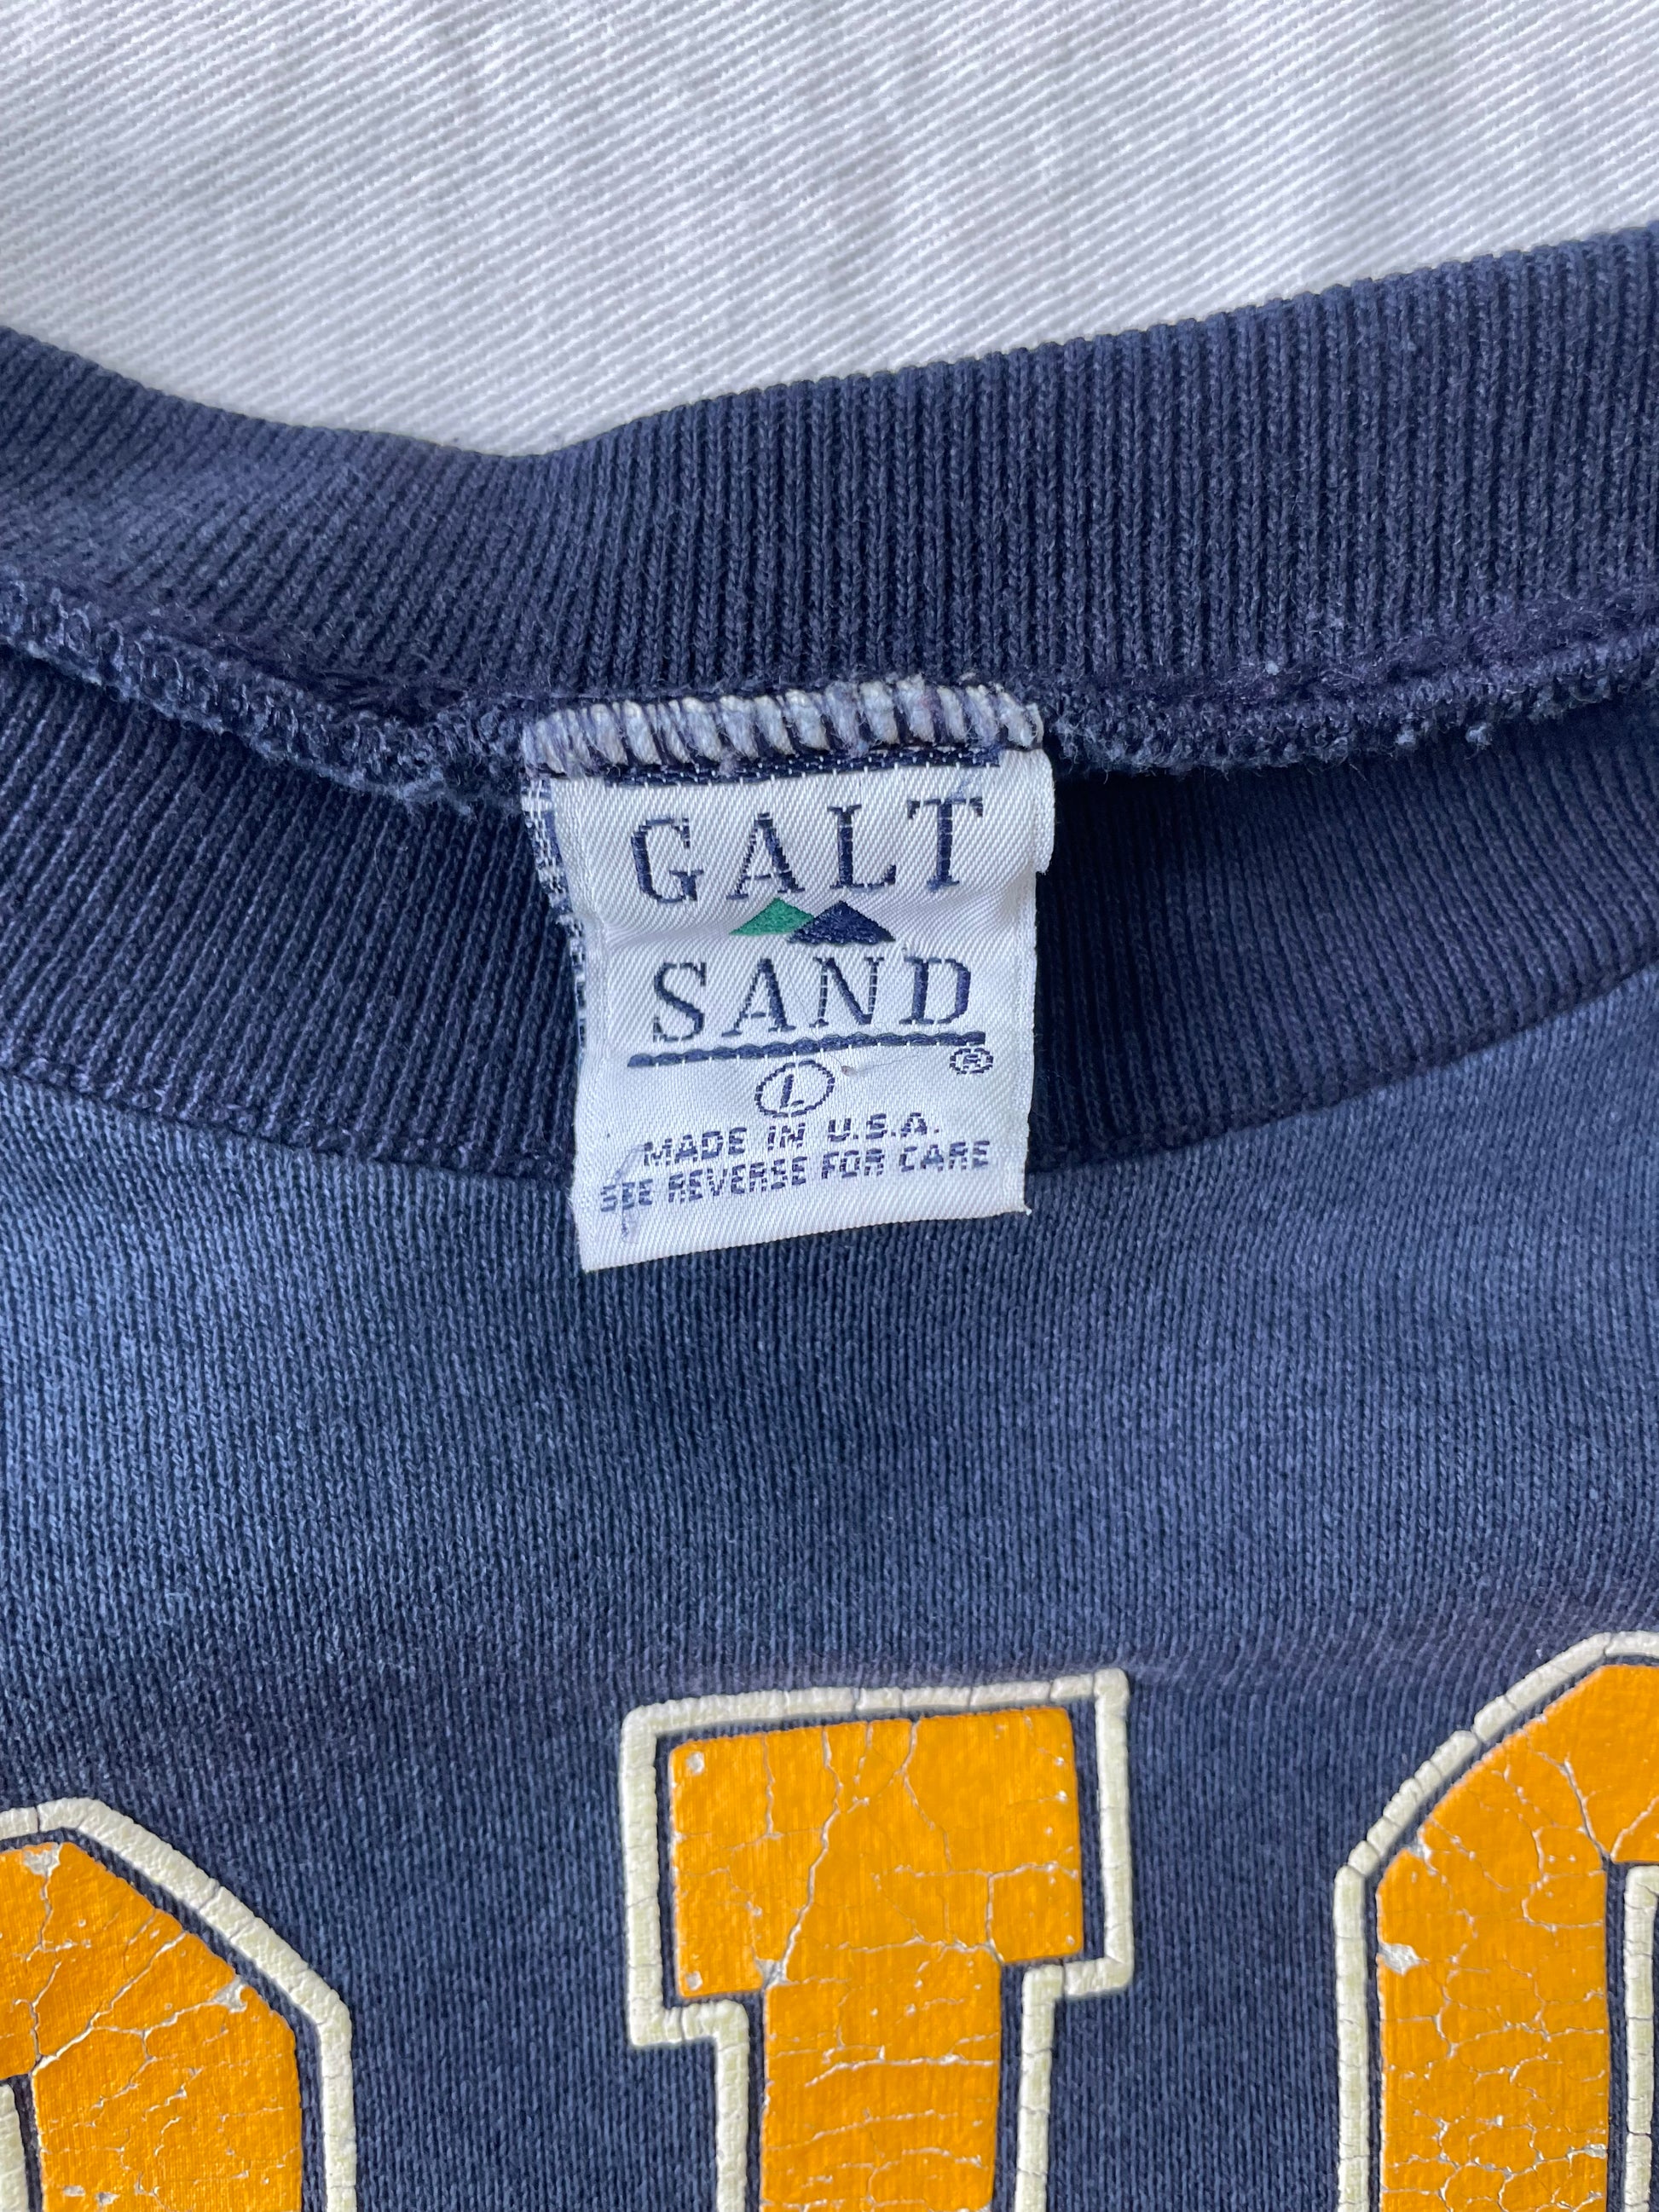 GALT
SAND
®
L
MADE IN U.S.A.
SEE REVERSE FOR CARE
I